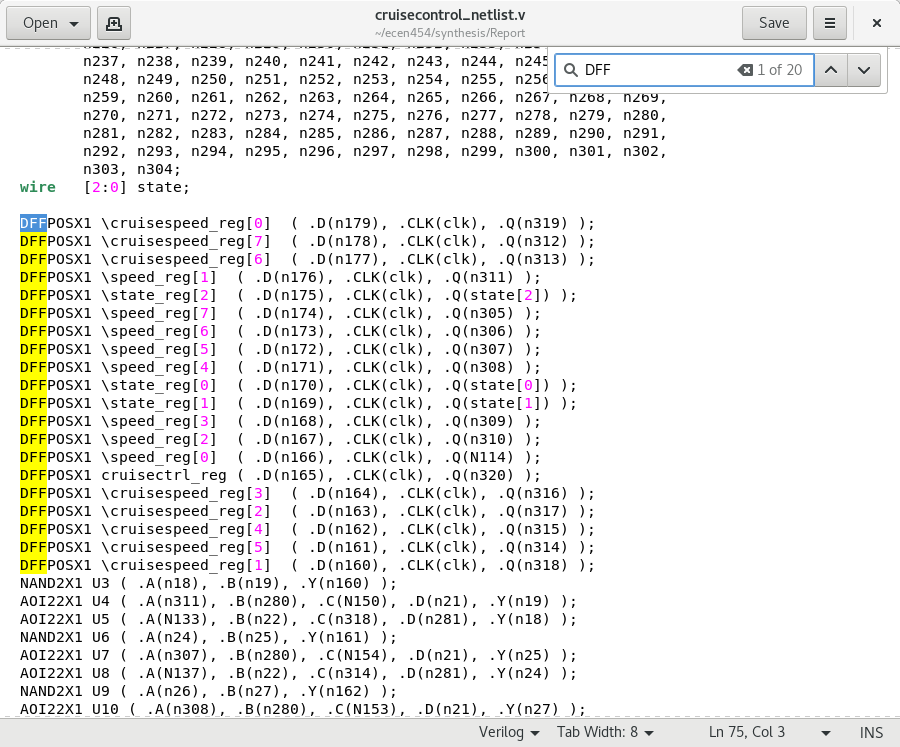 Open
cruisecontrol_netlist.v
~/ecen454/synthesis/Report
Save
DFF
1 of 20
n237, n238, n239, n240, n241, n242, n243, n244, n245
n248, n249, n250, n251, n252, n253, n254, n255, n256
n259, n260, n261, n262, n263, n264, n265, n266, n267, n268, n269,
n270, n271, n272, n273, n274, n275, n276, n277, n278, n279, n280,
n281, n282, n283, n284, n285, n286, n287, n288, n289, n290, n291,
n292, n293, n294, n295, n296, n297, n298, n299, n300, n301, n302,
n303, n304;
wire   [2:0] state;
DFFPOSX1 \cruisespeed_reg[0]  ( .D(n179), .CLK(clk), .Q(n319) );
DFFPOSX1 \cruisespeed_reg[7]  ( .D(n178), .CLK(clk), .Q(n312) );
DFFPOSX1 \cruisespeed_reg[6]  ( .D(n177), .CLK(clk), .Q(n313) );
DFFPOSX1 \speed_reg[1]  ( .D(n176), .CLK(clk), .Q(n311) );
DFFPOSX1 \state_reg[2]  ( .D(n175), .CLK(clk), .Q(state[2]) );
DFFPOSX1 \speed_reg[7]  ( .D(n174), .CLK(clk), .Q(n305) );
DFFPOSX1 \speed_reg[6]  ( .D(n173), .CLK(clk), .Q(n306) );
DFFPOSX1 \speed_reg[5]  ( .D(n172), .CLK(clk), .Q(n307) );
DFFPOSX1 \speed_reg[4]  ( .D(n171), .CLK(clk), .Q(n308) );
DFFPOSX1 \state_reg[0]  ( .D(n170), .CLK(clk), .Q(state[0]) );
DFFPOSX1 \state_reg[1]  ( .D(n169), .CLK(clk), .Q(state[1]) );
DFFPOSX1 \speed_reg[3]  ( .D(n168), .CLK(clk), .Q(n309) );
DFFPOSX1 \speed_reg[2]  ( .D(n167), .CLK(clk), .Q(n310) );
DFFPOSX1 \speed_reg[0]  ( .D(n166), .CLK(clk), .Q(N114) );
DFFPOSX1 cruisectrl_reg ( .D(n165), .CLK(clk), .Q(n320) );
DFFPOSX1 \cruisespeed_reg[3]  ( .D(n164), .CLK(clk), .Q(n316) );
DFFPOSX1 \cruisespeed_reg[2]  ( .D(n163), .CLK(clk), .Q(n317) );
DFFPOSX1 \cruisespeed_reg[4]  ( .D(n162), .CLK(clk), .Q(n315) );
DFFPOSX1 \cruisespeed_reg[5]  ( .D(n161), .CLK(clk), .Q(n314) );
DFFPOSX1 \cruisespeed_reg[1]  ( .D(n160), .CLK(clk), .Q(n318) );
NAND2X1 U3 ( .A(n18), .B(n19), .Y(n160) );
AOI22X1 U4 ( .A(n311), .B(n280), .C(N150), .D(n21), .Y(n19) );
AOI22X1 U5 ( .A(N133), .B(n22), .C(n318), .D(n281), .Y(n18) );
NAND2X1 U6 ( .A(n24), .B(n25), .Y(n161) );
AOI22X1 U7 ( .A(n307), .B(n280), .C(N154), .D(n21), .Y(n25) );
AOI22X1 U8 ( .A(N137), .B(n22), .C(n314), .D(n281), .Y(n24) );
NAND2X1 U9 ( .A(n26), .B(n27), .Y(n162) );
AOI22X1 U10 ( .A(n308), .B(n280), .C(N153), .D(n21), .Y(n27) );
Verilog
Tab Width: 8
Ln 75, Col 3
INS